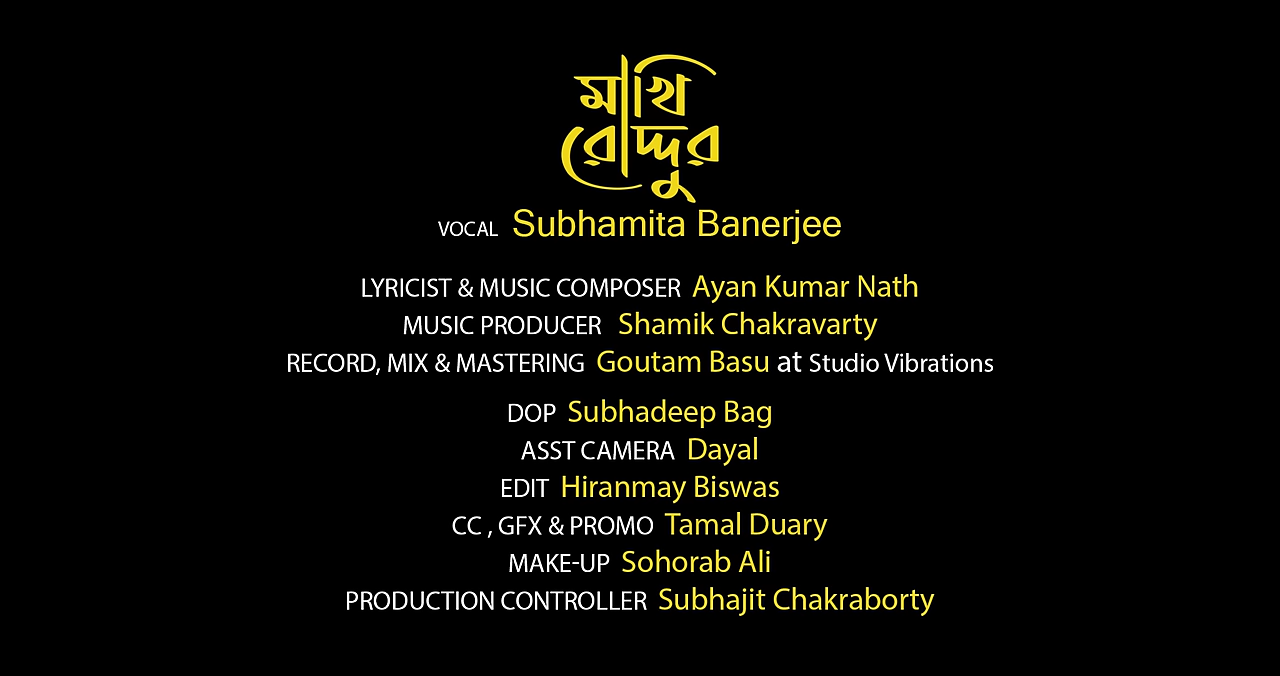 মাখি
রোদ্দুর
VOCAL Subhamita Banerjee
LYRICIST & MUSIC COMPOSER Ayan Kumar Nath
MUSIC PRODUCER Shamik Chakravarty
RECORD, MIX & MASTERING Goutam Basu at Studio Vibrations
DOP Subhadeep Bag
ASST CAMERA Dayal
EDIT Hiranmay Biswas
CC , GFX & PROMO Tamal Duary
MAKE-UP Sohorab Ali
PRODUCTION CONTROLLER Subhajit Chakraborty